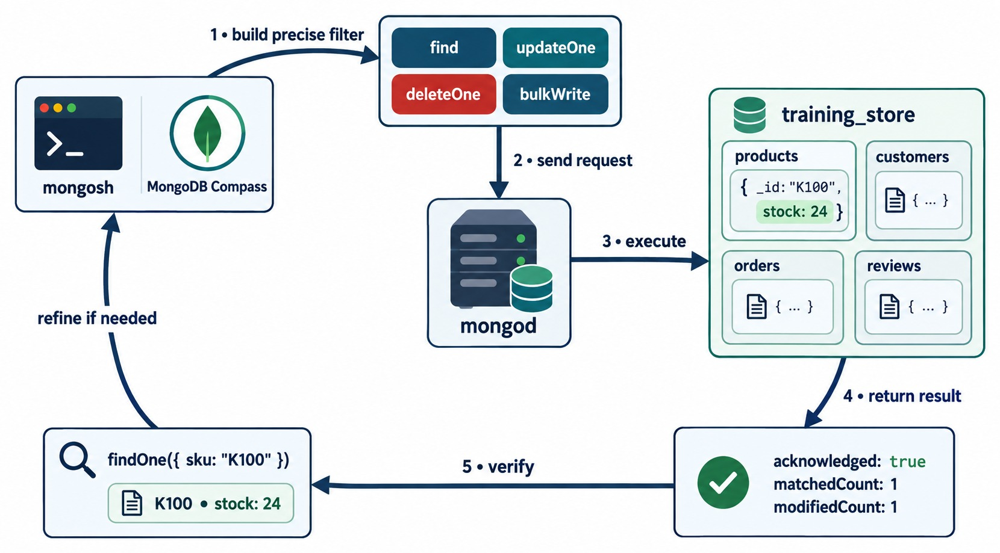 1 • build precise filter
find
updateOne
deleteOne
bulkWrite
mongosh
MongoDB Compass
2 • send request
mongod
3 • execute
training_store
products
{ _id: "K100",
stock: 24 }
customers
{ ... }
orders
{ ... }
reviews
{ ... }
4 • return result
acknowledged: true
matchedCount: 1
modifiedCount: 1
5 • verify
findOne({ sku: "K100" })
K100 • stock: 24
refine if needed